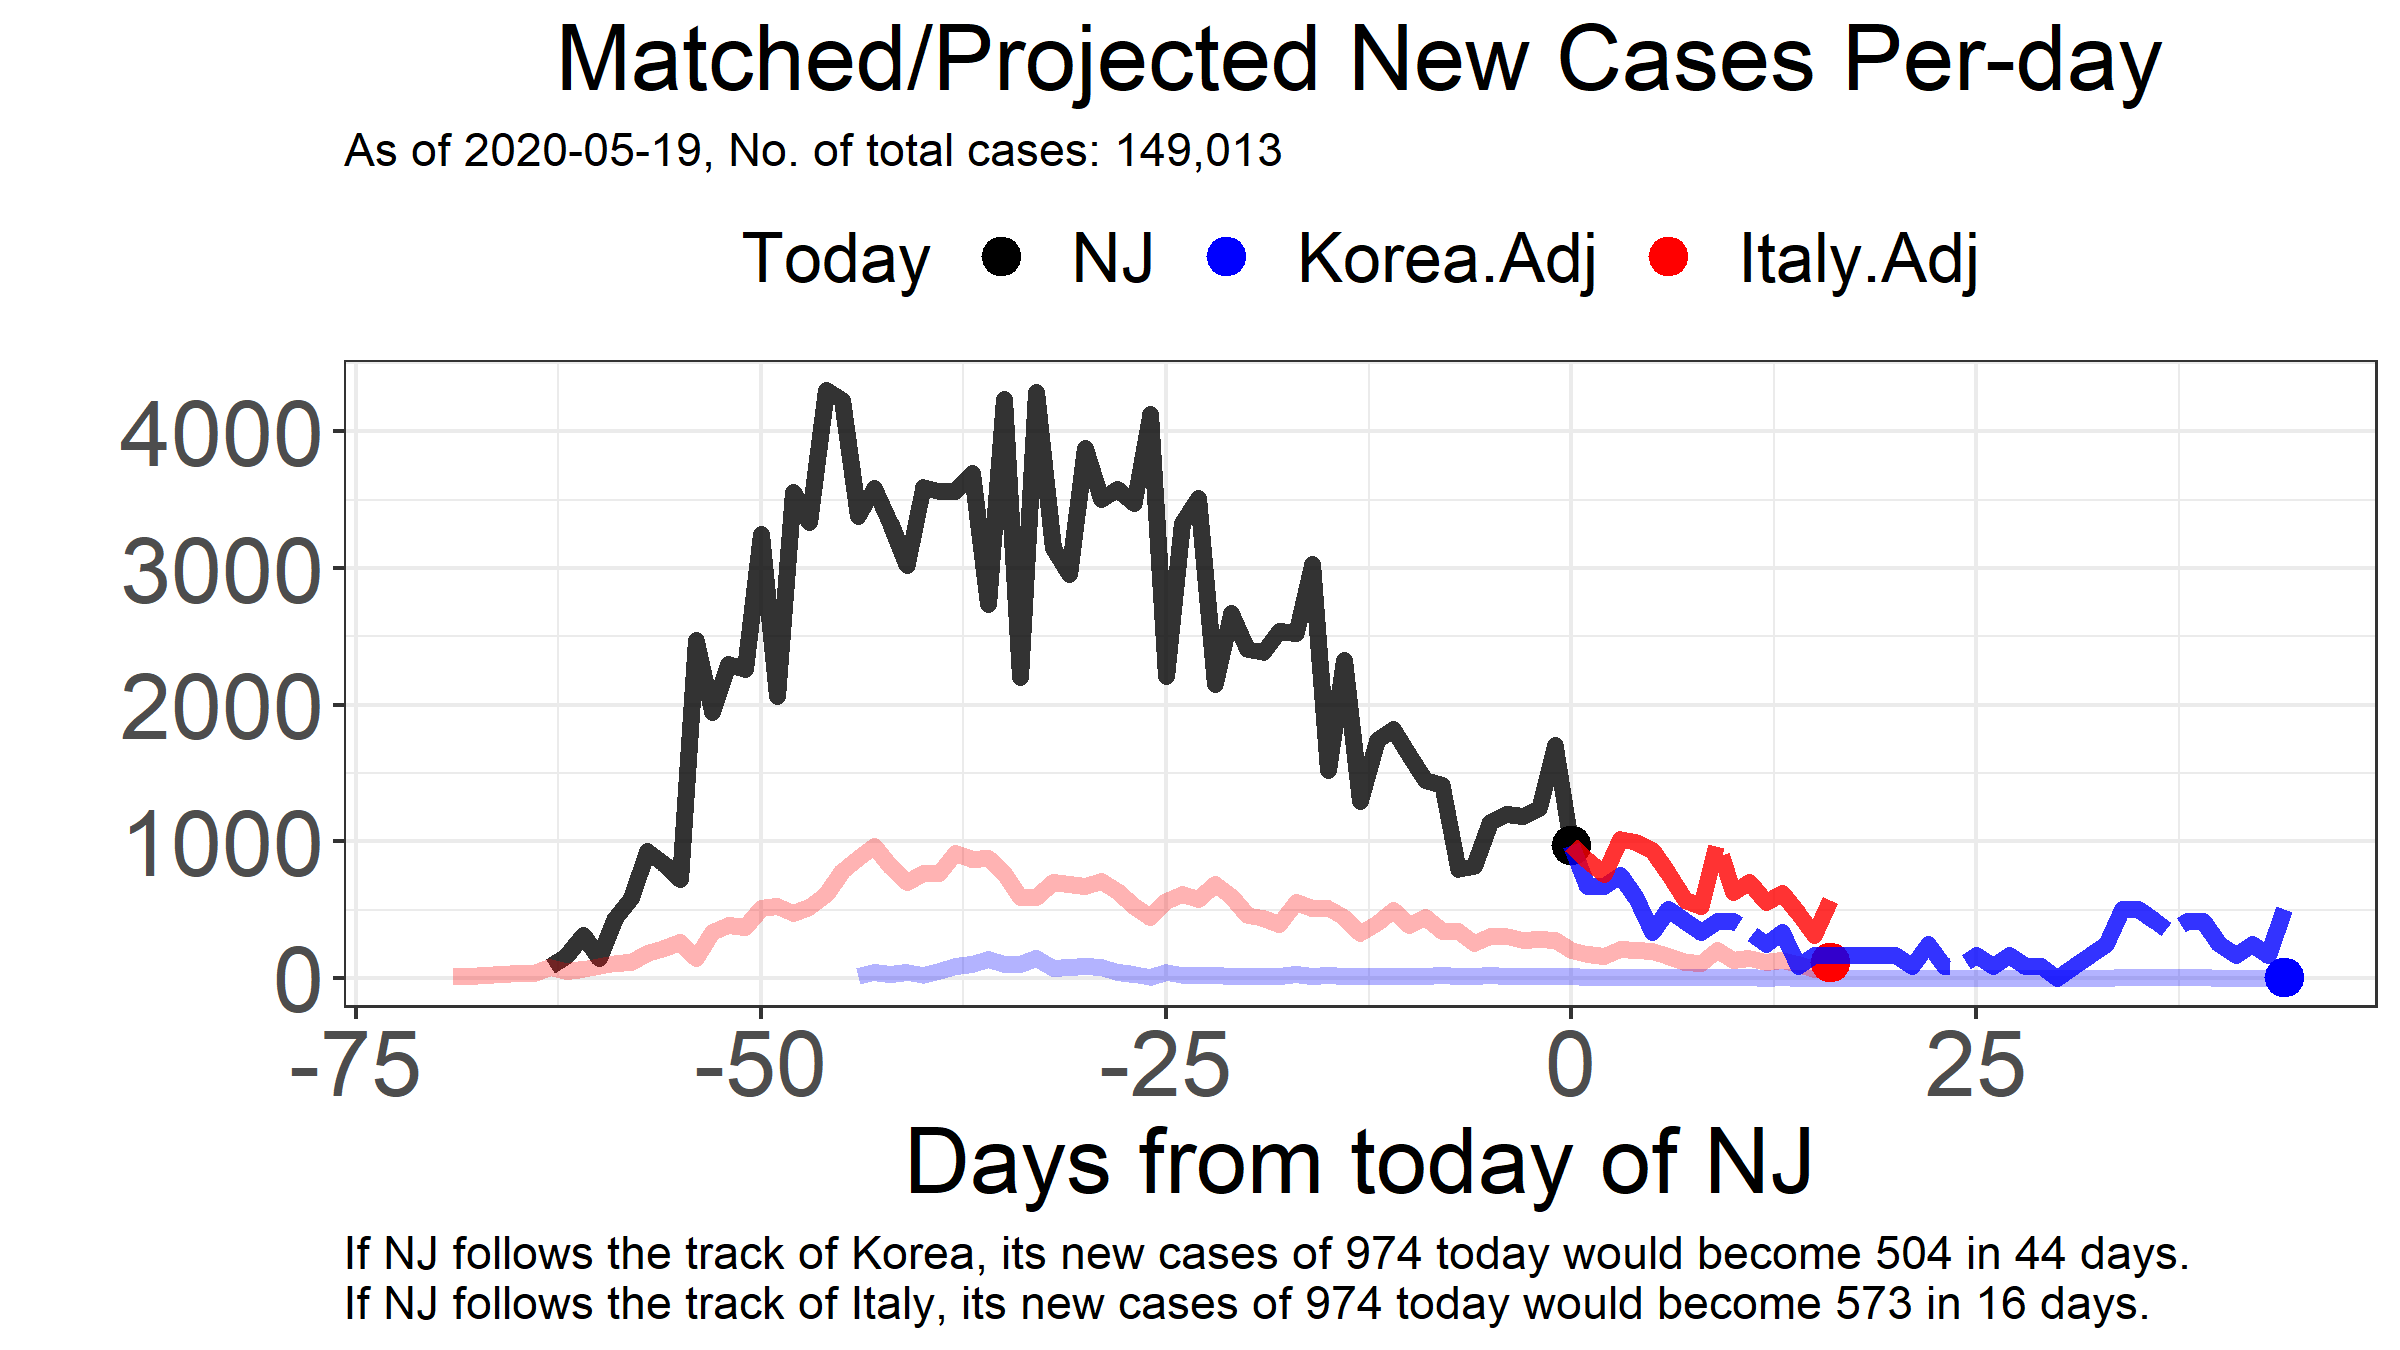 Matched/Projected New Cases Per-day
As of 2020-05-19, No. of total cases: 149,013
Today NJ Korea.Adj Italy.Adj
4000
3000
2000
1000
0
-75 -50 -25 0 25
Days from today of NJ
If NJ follows the track of Korea, its new cases of 974 today would become 504 in 44 days.
If NJ follows the track of Italy, its new cases of 974 today would become 573 in 16 days.